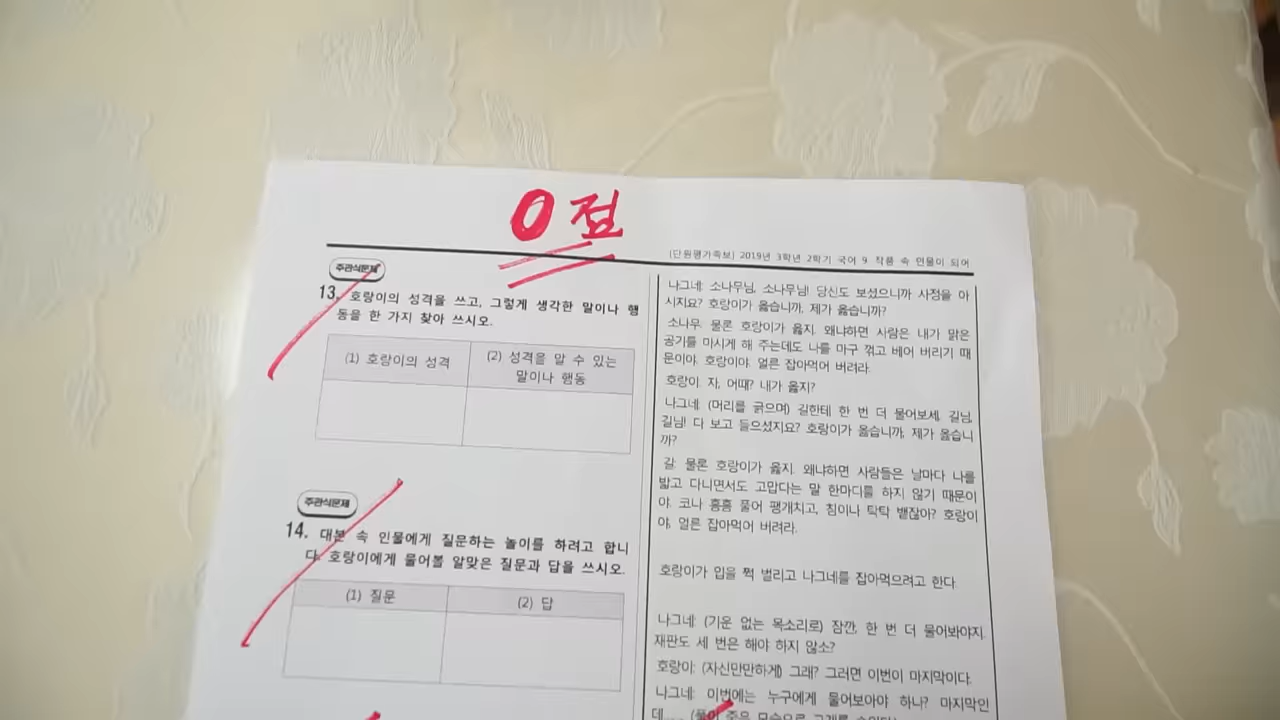 0점
[단원평가족보] 2019년 3학년 2학기 국어 9 작품 속 인물이 되어
주관식문제
13. 호랑이의 성격을 쓰고, 그렇게 생각한 말이나 행
동을 한 가지 찾아 쓰시오.
(1) 호랑이의 성격
(2) 성격을 알 수 있는
말이나 행동
주관식문제
14. 대본 속 인물에게 질문하는 놀이를 하려고 합니
다. 호랑이에게 물어볼 알맞은 질문과 답을 쓰시오.
(1) 질문
(2) 답
나그네: 소나무님, 소나무님! 당신도 보셨으니까 사정을 아
시지요? 호랑이가 옳습니까, 제가 옳습니까?
소나무: 물론 호랑이가 옳지. 왜냐하면 사람은 내가 맑은
공기를 마시게 해 주는데도 나를 마구 꺾고 베어 버리기 때
문이야. 호랑이야. 얼른 잡아먹어 버려라.
호랑이: 자, 어때? 내가 옳지?
나그네: (머리를 긁으며) 길한테 한 번 더 물어보세. 길님,
길님! 다 보고 들으셨지요? 호랑이가 옳습니까, 제가 옳습니
까?
길: 물론 호랑이가 옳지. 왜냐하면 사람들은 날마다 나를
밟고 다니면서도 고맙다는 말 한마디를 하지 않기 때문이
야. 코나 흥흥 풀어 팽개치고, 침이나 탁탁 뱉잖아? 호랑이
야, 얼른 잡아먹어 버려라.
호랑이가 입을 쩍 벌리고 나그네를 잡아먹으려고 한다.
나그네: (기운 없는 목소리로) 잠깐, 한 번 더 물어봐야지.
재판도 세 번은 해야 하지 않소?
호랑이: (자신만만하게) 그래? 그러면 이번이 마지막이다.
나그네: 이번에는 누구에게 물어보아야 하나? 마지막인
데……